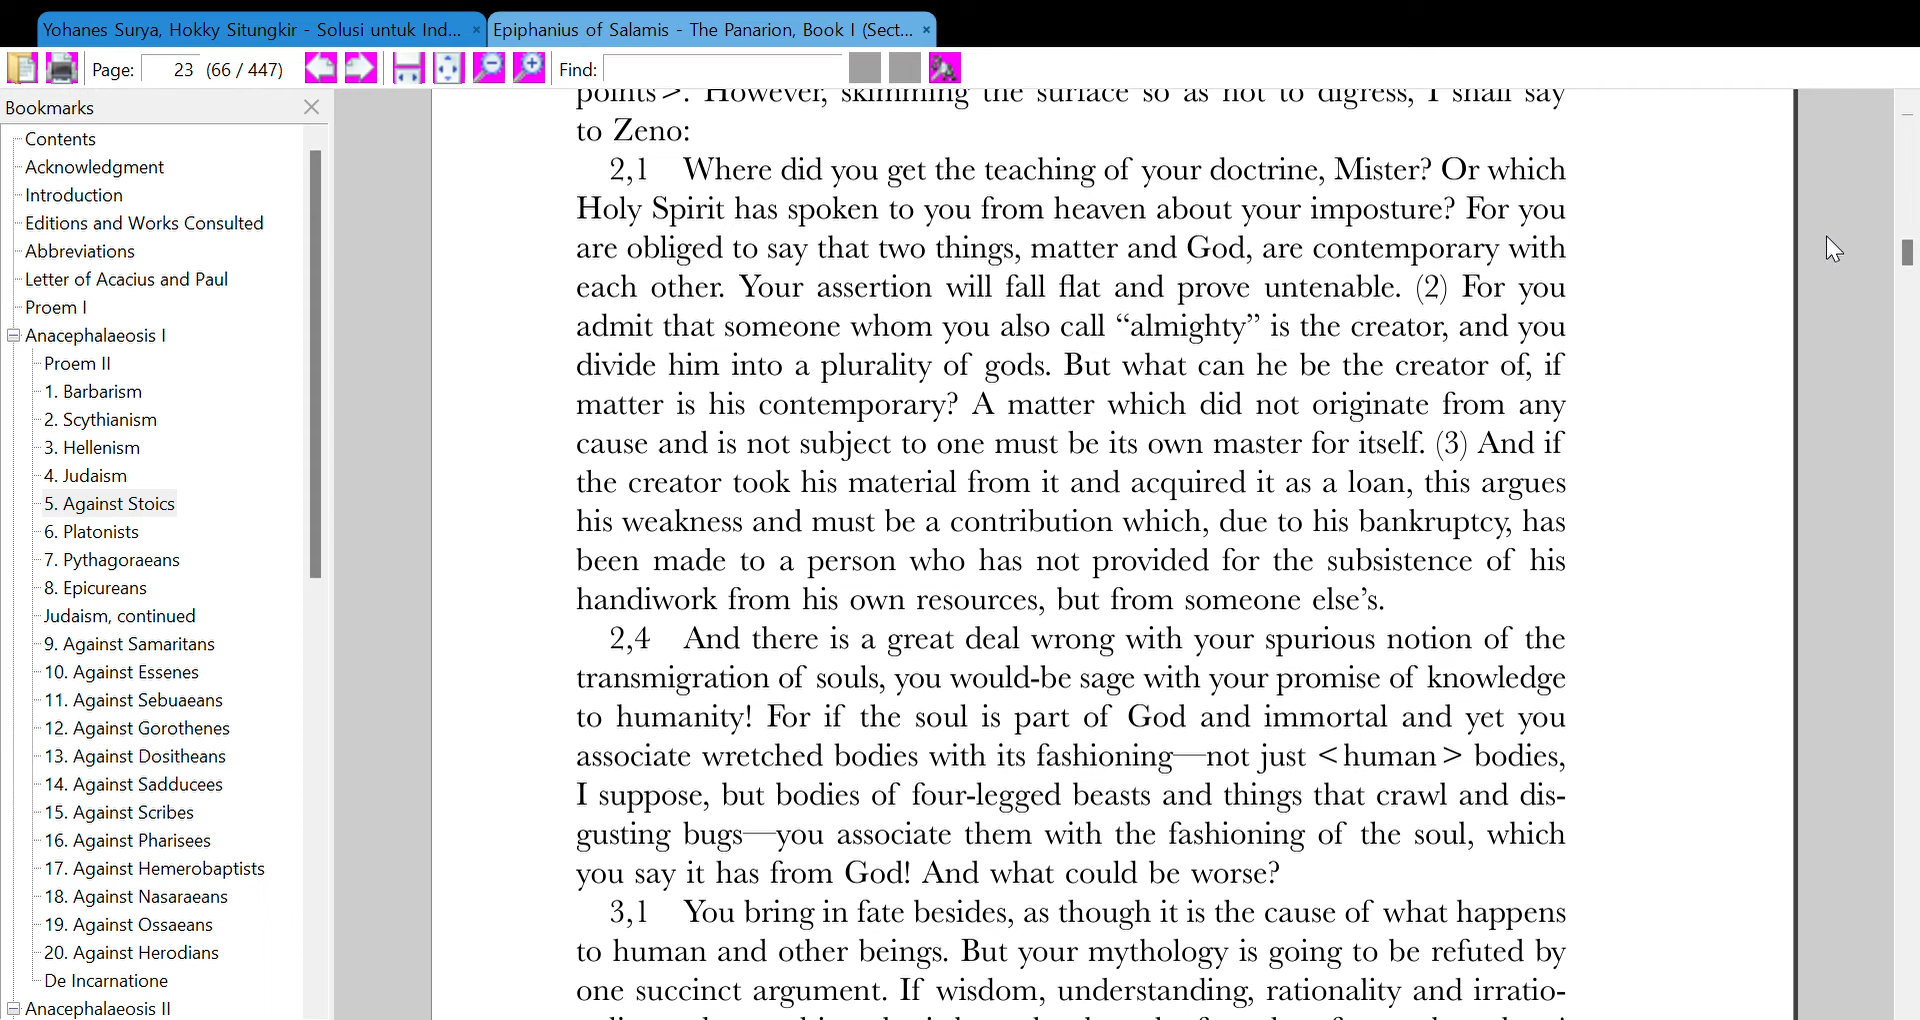 Yohanes Surya, Hokky Situngkir - Solusi untuk Ind... ×
Epiphanius of Salamis - The Panarion, Book I (Sect... ×
Page: 23 (66 / 447) Find:
Bookmarks
Contents
Acknowledgment
Introduction
Editions and Works Consulted
Abbreviations
Letter of Acacius and Paul
Proem I
Anacephalaeosis I
Proem II
1. Barbarism
2. Scythianism
3. Hellenism
4. Judaism
5. Against Stoics
6. Platonists
7. Pythagoraeans
8. Epicureans
Judaism, continued
9. Against Samaritans
10. Against Essenes
11. Against Sebuaeans
12. Against Gorothenes
13. Against Dositheans
14. Against Sadducees
15. Against Scribes
16. Against Pharisees
17. Against Hemerobaptists
18. Against Nasaraeans
19. Against Ossaeans
20. Against Herodians
De Incarnatione
Anacephalaeosis II
points>. However, skimming the surface so as not to digress, I shall say
to Zeno:
2,1 Where did you get the teaching of your doctrine, Mister? Or which
Holy Spirit has spoken to you from heaven about your imposture? For you
are obliged to say that two things, matter and God, are contemporary with
each other. Your assertion will fall flat and prove untenable. (2) For you
admit that someone whom you also call “almighty” is the creator, and you
divide him into a plurality of gods. But what can he be the creator of, if
matter is his contemporary? A matter which did not originate from any
cause and is not subject to one must be its own master for itself. (3) And if
the creator took his material from it and acquired it as a loan, this argues
his weakness and must be a contribution which, due to his bankruptcy, has
been made to a person who has not provided for the subsistence of his
handiwork from his own resources, but from someone else’s.
2,4 And there is a great deal wrong with your spurious notion of the
transmigration of souls, you would-be sage with your promise of knowledge
to humanity! For if the soul is part of God and immortal and yet you
associate wretched bodies with its fashioning—not just <human> bodies,
I suppose, but bodies of four-legged beasts and things that crawl and dis-
gusting bugs—you associate them with the fashioning of the soul, which
you say it has from God! And what could be worse?
3,1 You bring in fate besides, as though it is the cause of what happens
to human and other beings. But your mythology is going to be refuted by
one succinct argument. If wisdom, understanding, rationality and irratio-